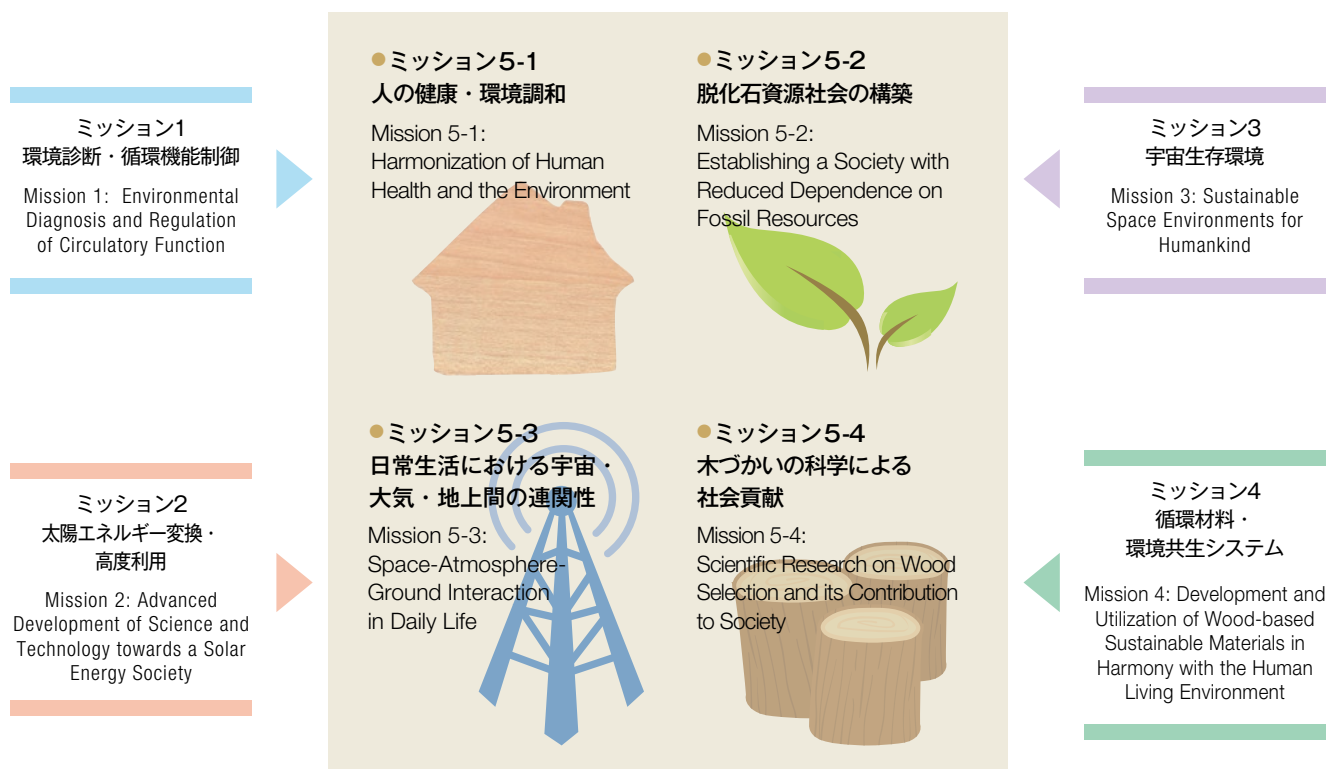 ミッション1
環境診断・循環機能制御
Mission 1: Environmental
Diagnosis and Regulation
of Circulatory Function
ミッション2
太陽エネルギー変換・
高度利用
Mission 2: Advanced
Development of Science and
Technology towards a Solar
Energy Society
●ミッション5-1
人の健康・環境調和
Mission 5-1:
Harmonization of Human
Health and the Environment
●ミッション5-2
脱化石資源社会の構築
Mission 5-2:
Establishing a Society with
Reduced Dependence on
Fossil Resources
●ミッション5-3
日常生活における宇宙・
大気・地上間の連関性
Mission 5-3:
Space-Atmosphere-
Ground Interaction
in Daily Life
●ミッション5-4
木づかいの科学による
社会貢献
Mission 5-4:
Scientific Research on Wood
Selection and its Contribution
to Society
ミッション3
宇宙生存環境
Mission 3: Sustainable
Space Environments for
Humankind
ミッション4
循環材料・
環境共生システム
Mission 4: Development and
Utilization of Wood-based
Sustainable Materials in
Harmony with the Human
Living Environment